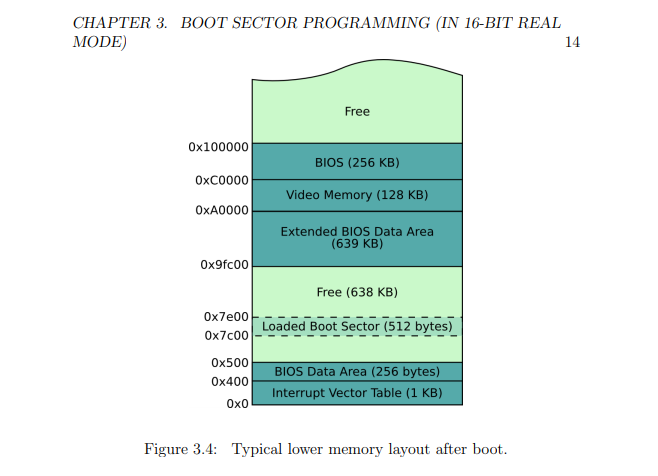 CHAPTER 3. BOOT SECTOR PROGRAMMING (IN 16-BIT REAL
MODE) 14
Free
0x100000
BIOS (256 KB)
0xC0000
Video Memory (128 KB)
0xA0000
Extended BIOS Data Area
(639 KB)
0x9fc00
Free (638 KB)
0x7e00
Loaded Boot Sector (512 bytes)
0x7c00
0x500
BIOS Data Area (256 bytes)
0x400
Interrupt Vector Table (1 KB)
0x0
Figure 3.4: Typical lower memory layout after boot.